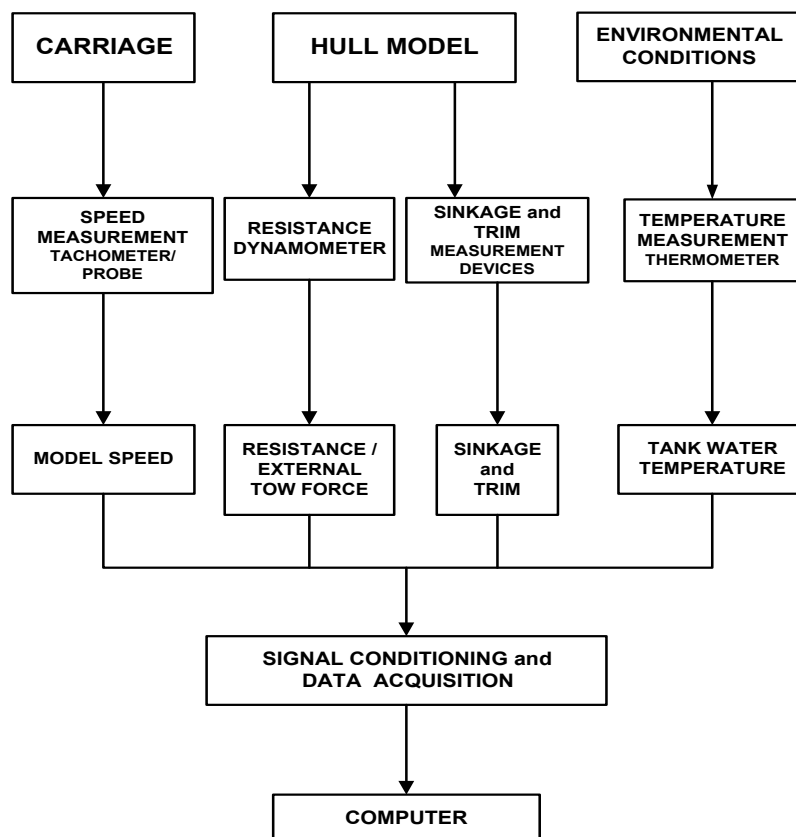 CARRIAGE
HULL MODEL
ENVIRONMENTAL
CONDITIONS
SPEED
MEASUREMENT
TACHOMETER/
PROBE
RESISTANCE
DYNAMOMETER
SINKAGE and
TRIM
MEASUREMENT
DEVICES
TEMPERATURE
MEASUREMENT
THERMOMETER
MODEL SPEED
RESISTANCE /
EXTERNAL
TOW FORCE
SINKAGE
and
TRIM
TANK WATER
TEMPERATURE
SIGNAL CONDITIONING and
DATA ACQUISITION
COMPUTER